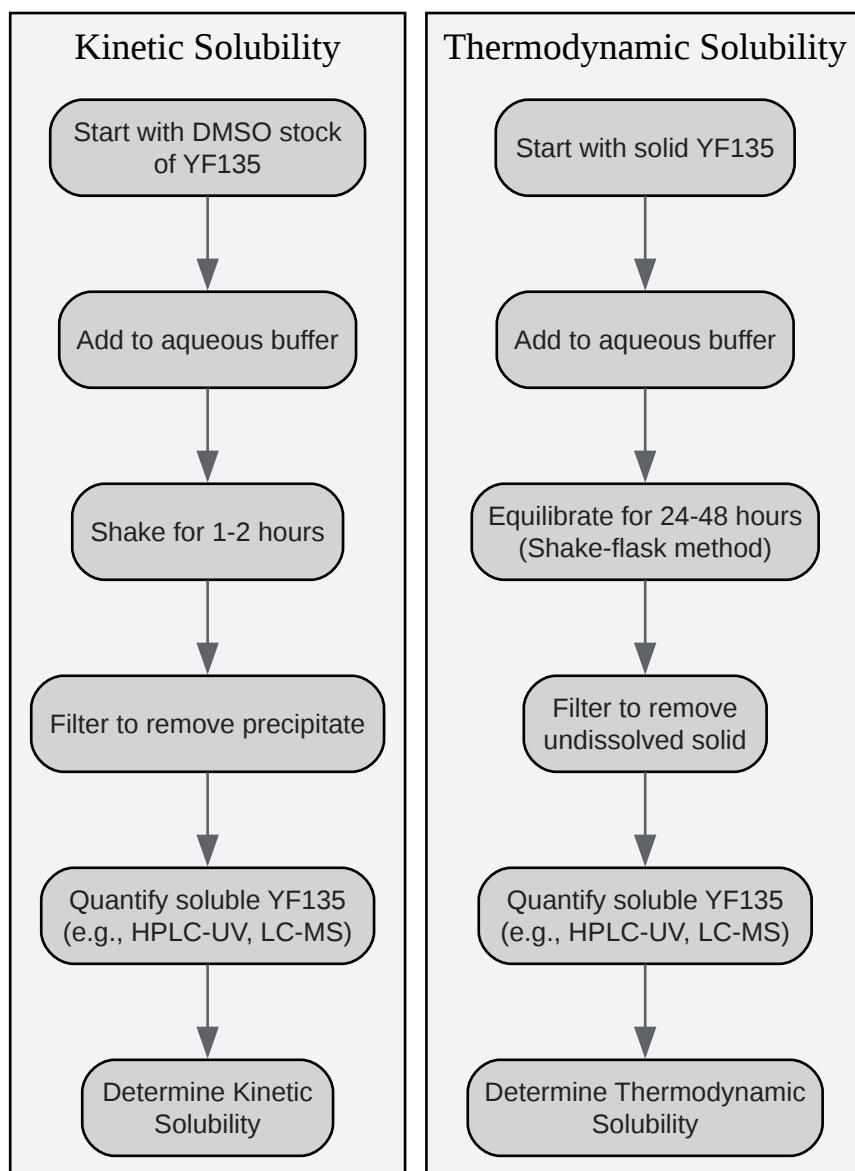 Kinetic Solubility
Start with DMSO stock
of YF135
Add to aqueous buffer
Shake for 1-2 hours
Filter to remove precipitate
Quantify soluble YF135
(e.g., HPLC-UV, LC-MS)
Determine Kinetic
Solubility
Thermodynamic Solubility
Start with solid YF135
Add to aqueous buffer
Equilibrate for 24-48 hours
(Shake-flask method)
Filter to remove
undissolved solid
Quantify soluble YF135
(e.g., HPLC-UV, LC-MS)
Determine Thermodynamic
Solubility